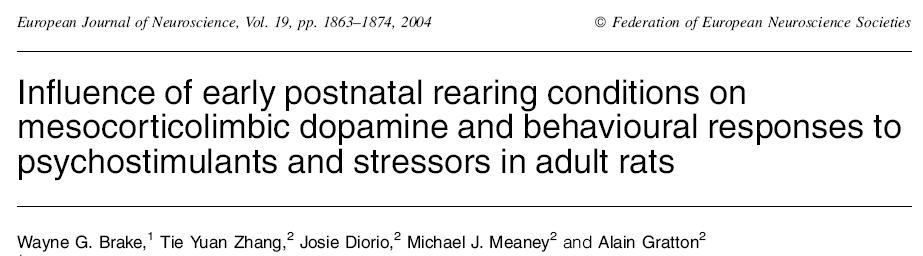 European Journal of Neuroscience, Vol. 19, pp. 1863–1874, 2004 © Federation of European Neuroscience Societies
Influence of early postnatal rearing conditions on
mesocorticolimbic dopamine and behavioural responses to
psychostimulants and stressors in adult rats
Wayne G. Brake,¹ Tie Yuan Zhang,² Josie Diorio,² Michael J. Meaney² and Alain Gratton²